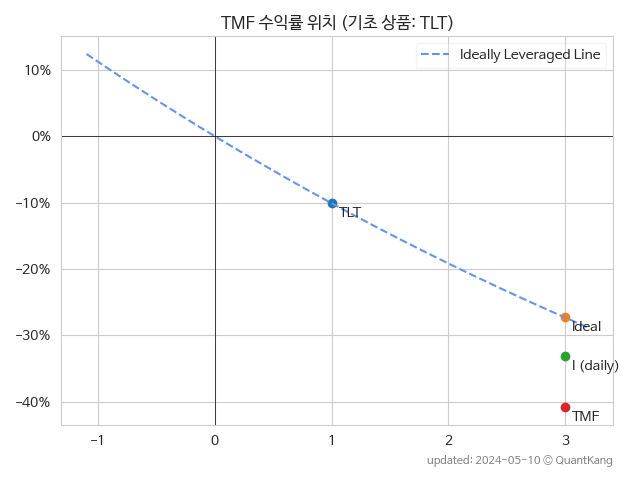 TMF 수익률 위치 (기초 상품: TLT)
Ideally Leveraged Line
10%
0%
−10%
TLT
−20%
Ideal
−30%
I (daily)
−40%
TMF
−1 0 1 2 3
updated: 2024-05-10 © QuantKang